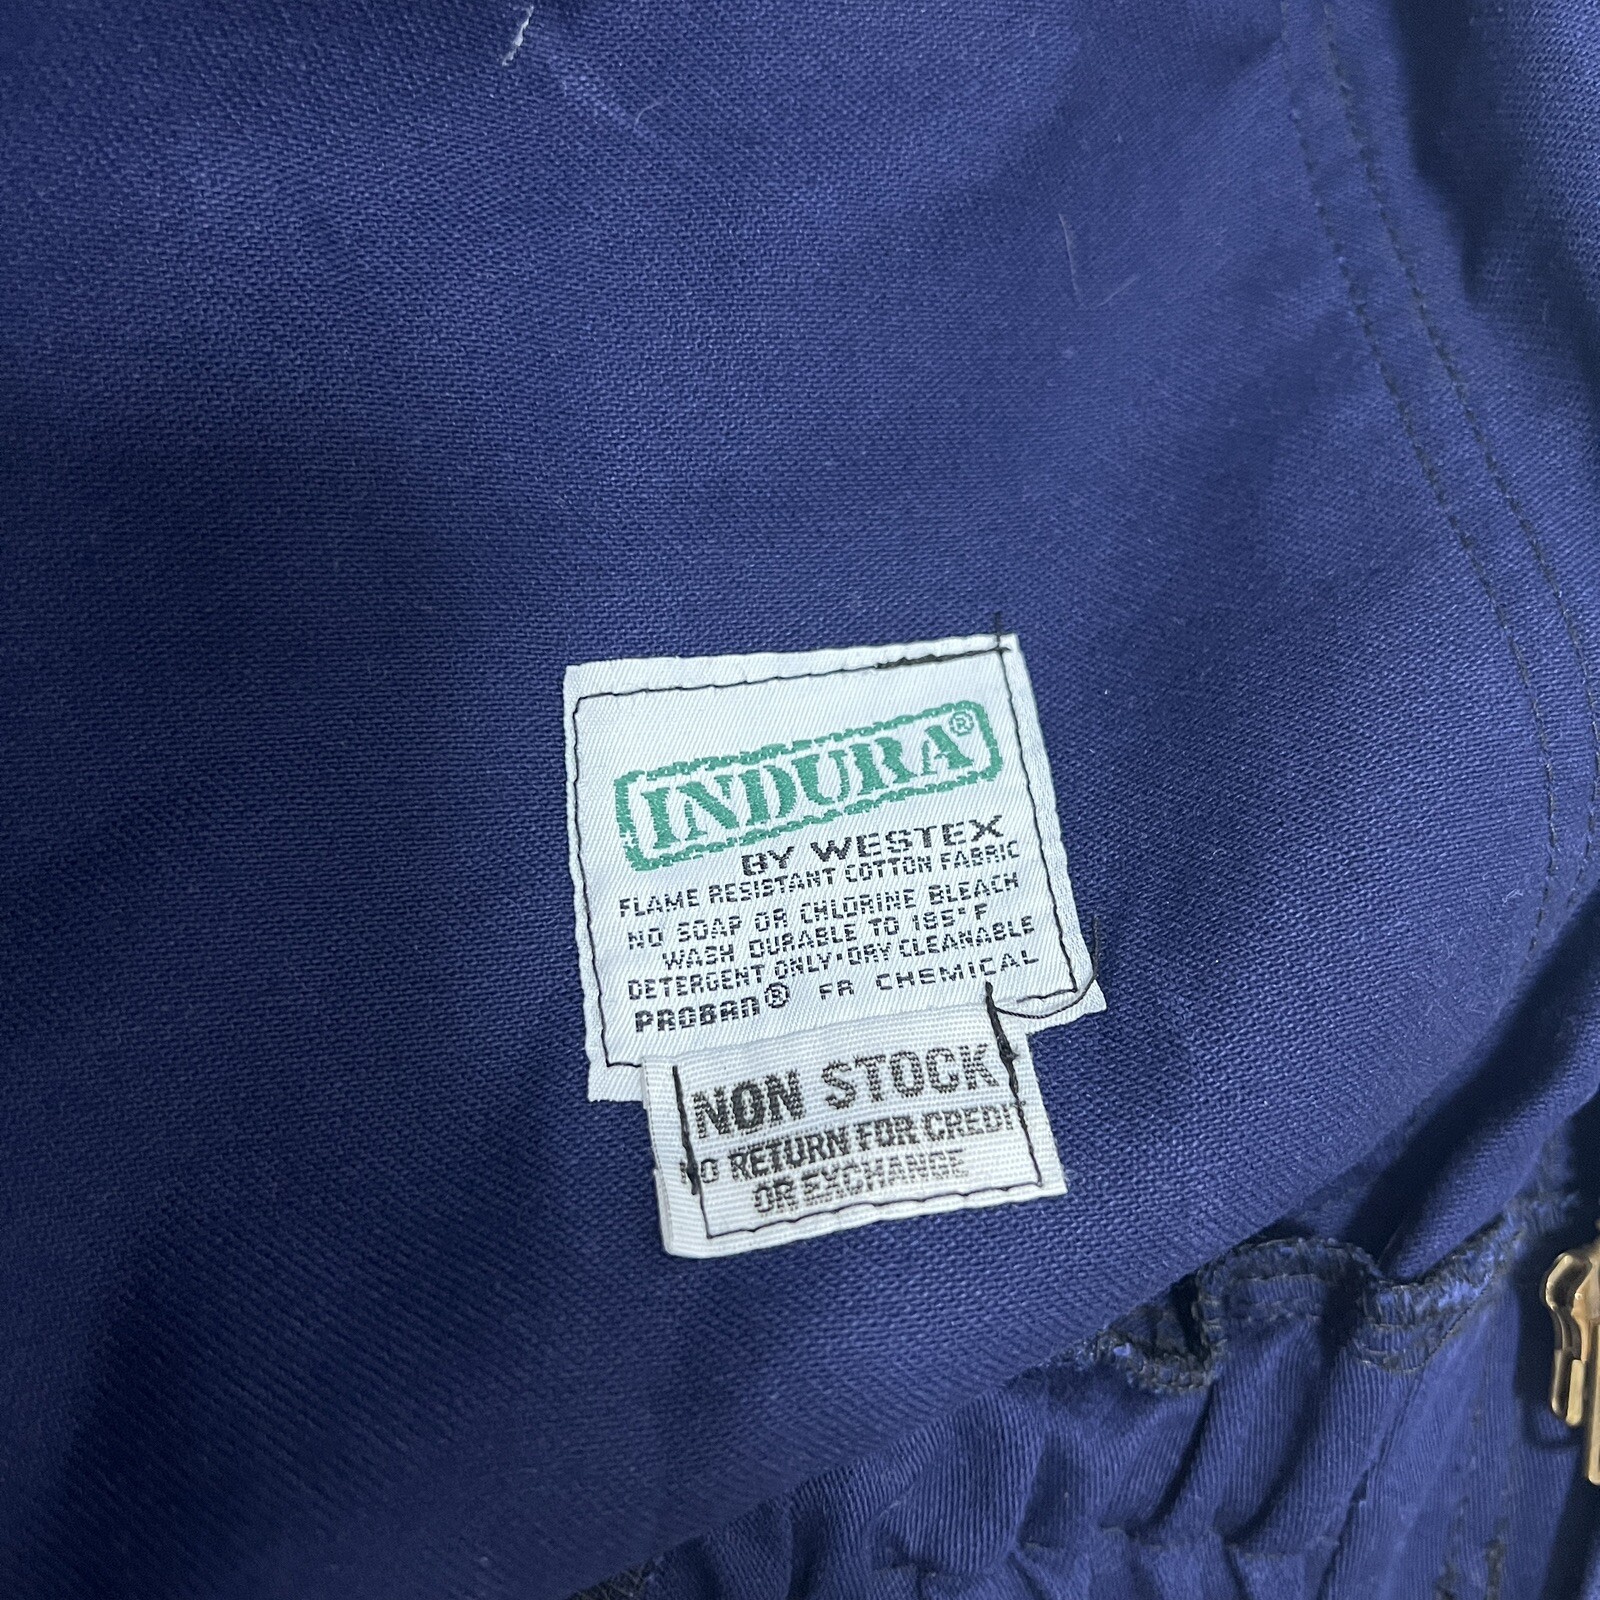 INDURA®
BY WESTEX
FLAME RESISTANT COTTON FABRIC
NO SOAP OR CHLORINE BLEACH
WASH DURABLE TO 165°F
DETERGENT ONLY·DRY CLEANABLE
PROBAN® FR CHEMICAL
NON STOCK
NO RETURN FOR CREDIT
OR EXCHANGE